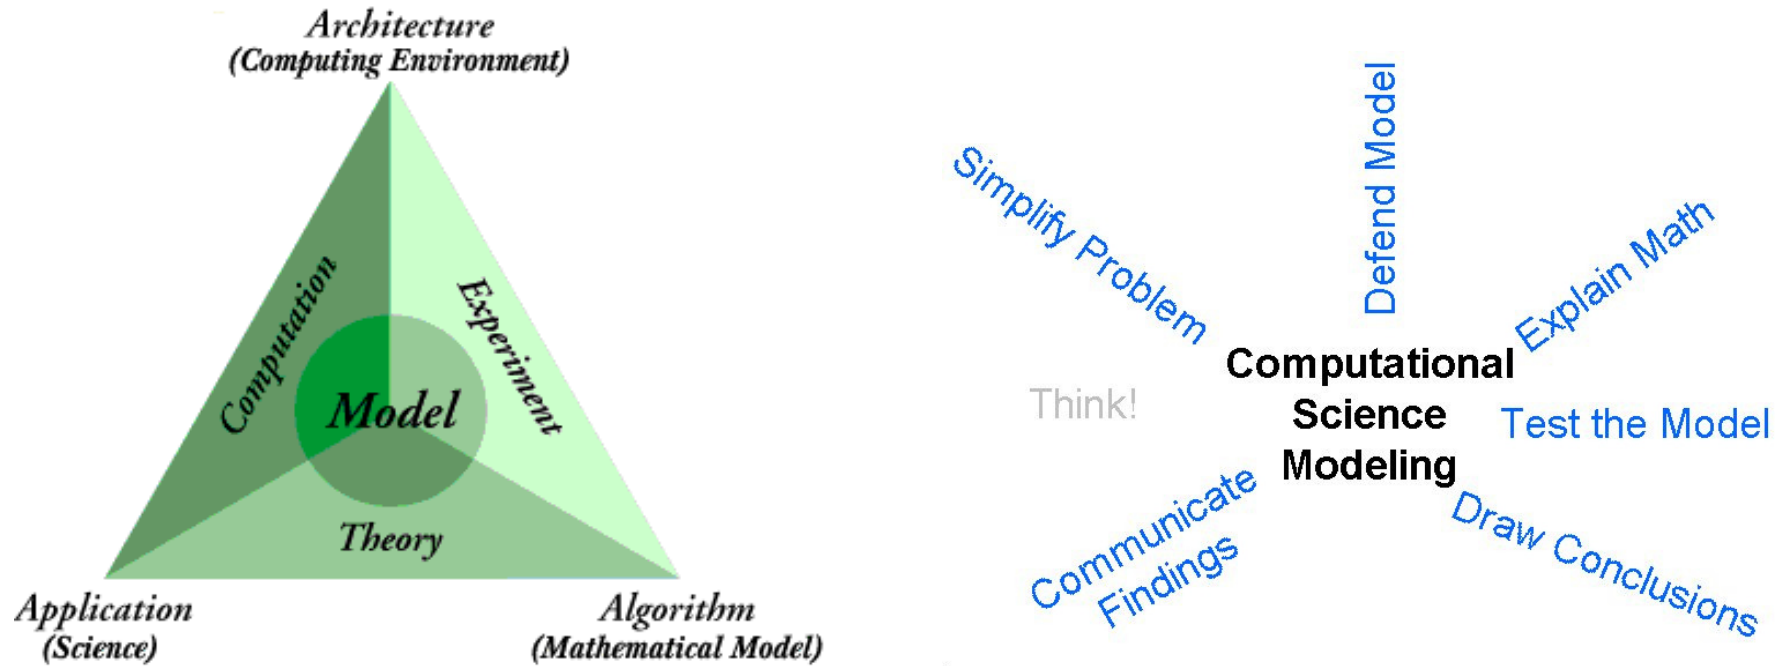 Architecture
(Computing Environment)
Computation
Experiment
Model
Theory
Application
(Science)
Algorithm
(Mathematical Model)
Defend Model
Simplify Problem
Explain Math
Computational
Science
Modeling
Think!
Test the Model
Communicate
Findings
Draw Conclusions